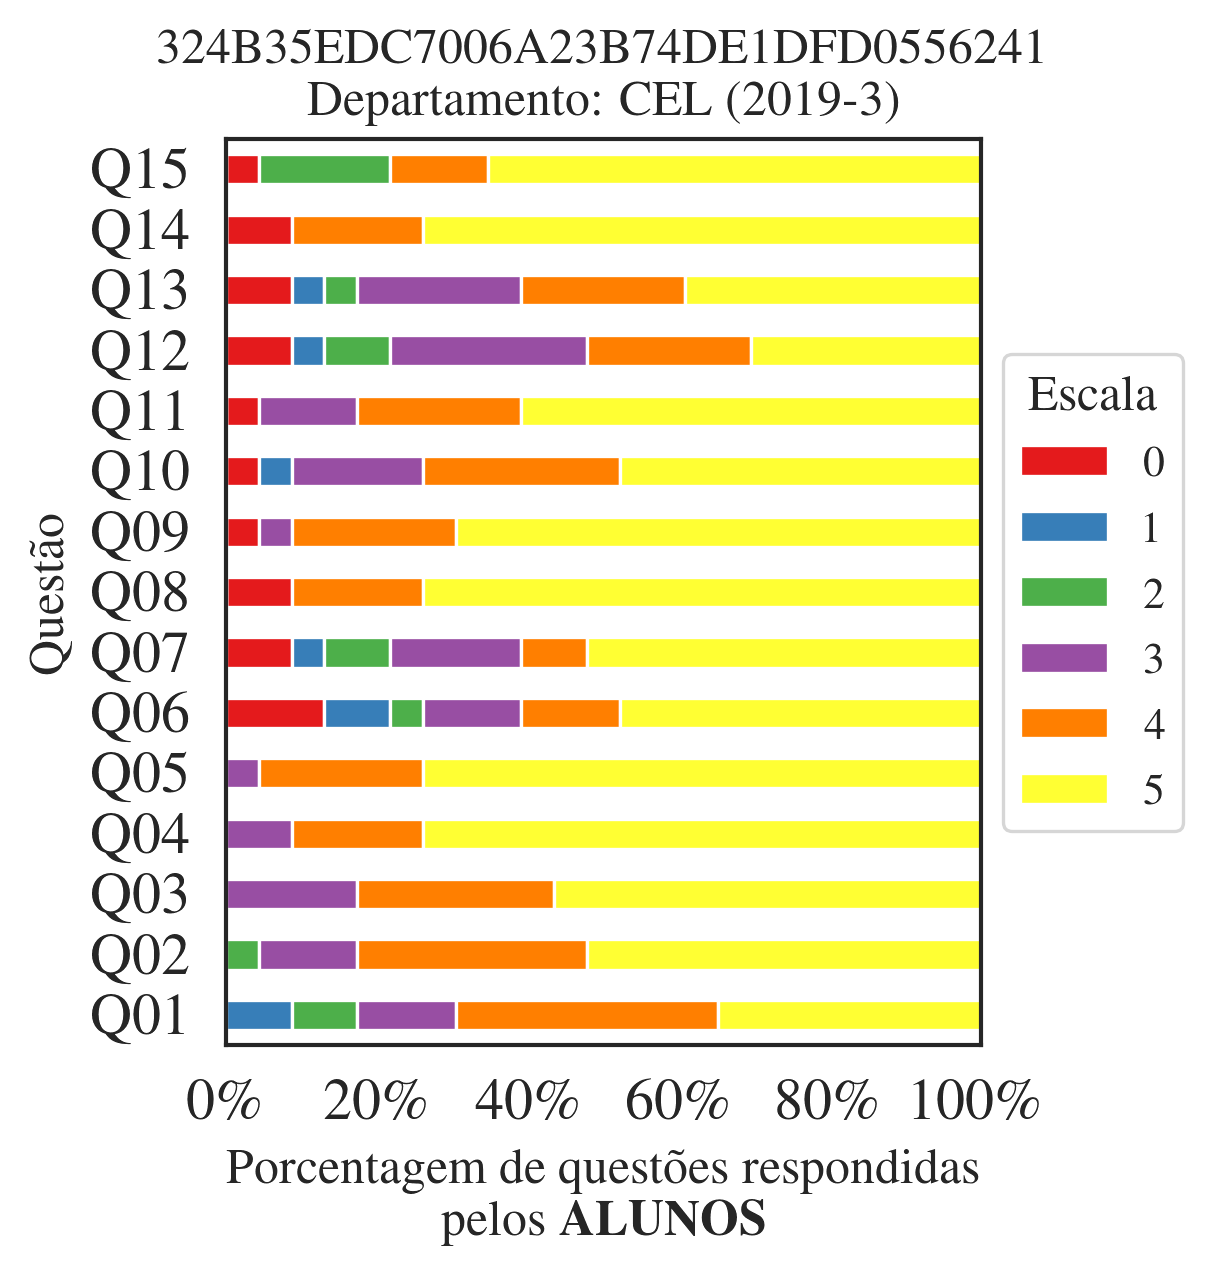 324B35EDC7006A23B74DE1DFD0556241
Departamento: CEL (2019-3)
Q15
Q14
Q13
Q12
Q11
Q10
Q09
Q08
Q07
Q06
Q05
Q04
Q03
Q02
Q01
Questão
0% 20% 40% 60% 80% 100%
Porcentagem de questões respondidas
pelos ALUNOS
Escala
0
1
2
3
4
5